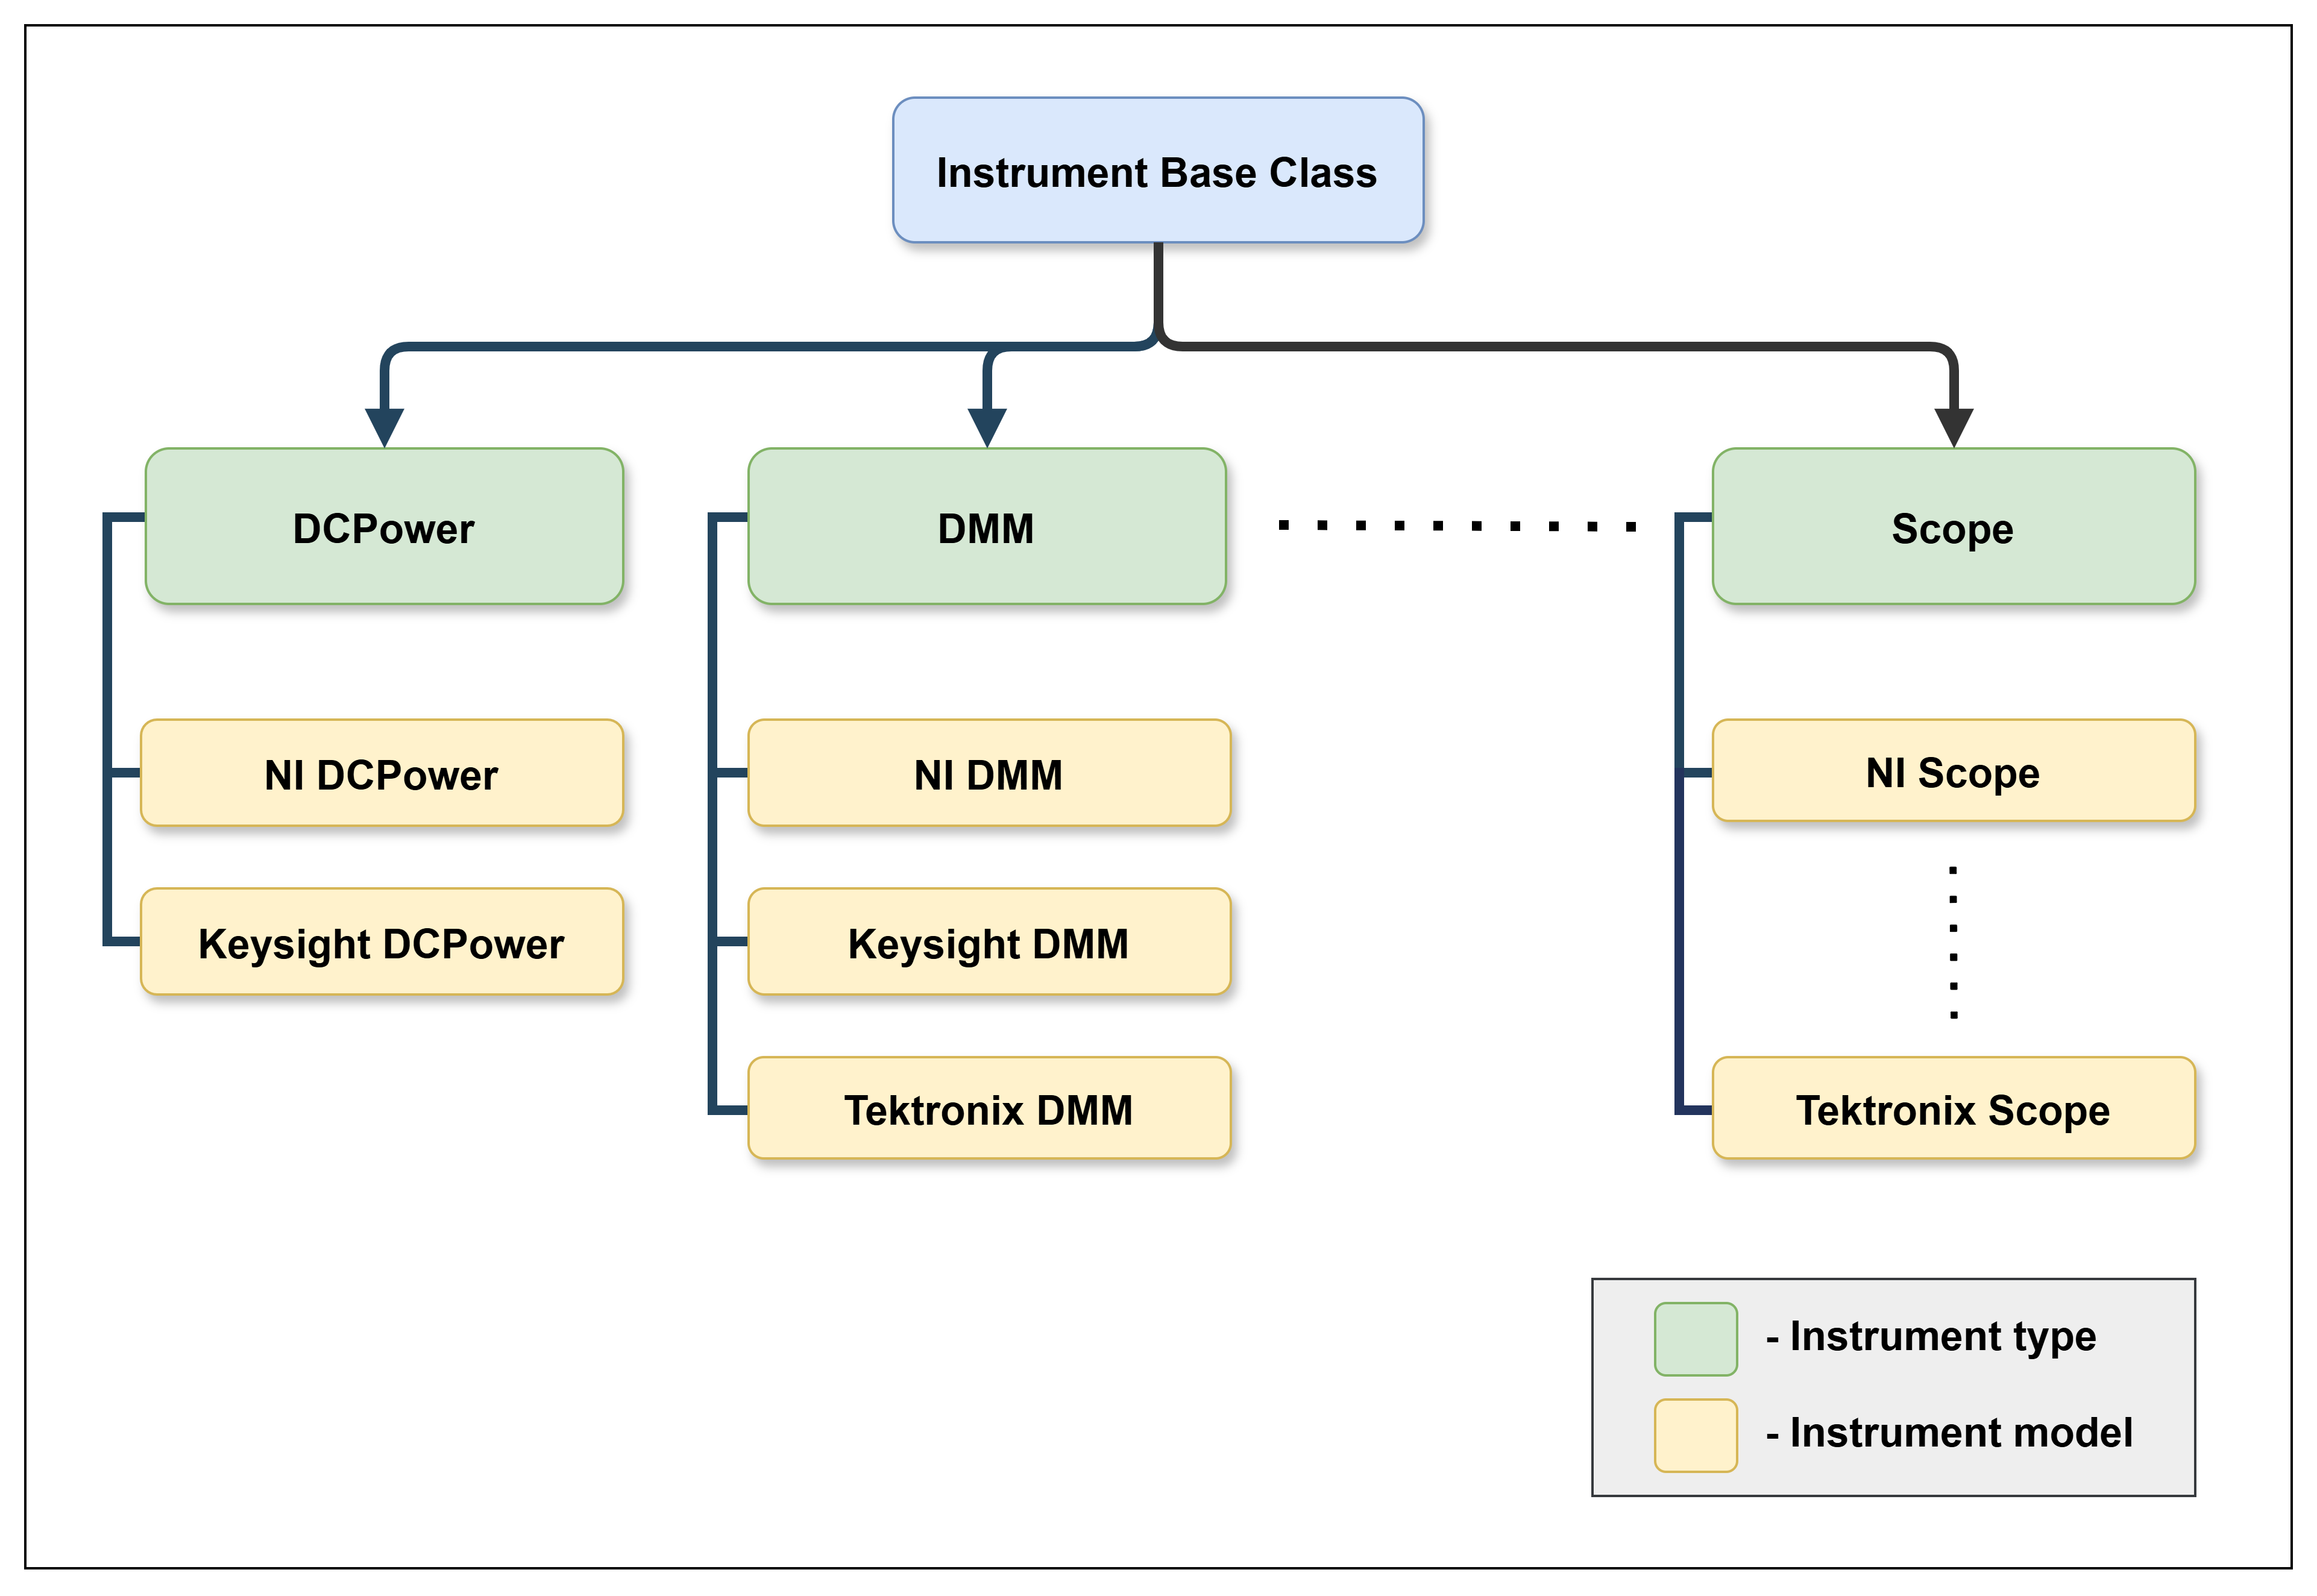 Instrument Base Class
DCPower
DMM
Scope
NI DCPower
NI DMM
NI Scope
Keysight DCPower
Keysight DMM
Tektronix DMM
Tektronix Scope
- Instrument type
- Instrument model